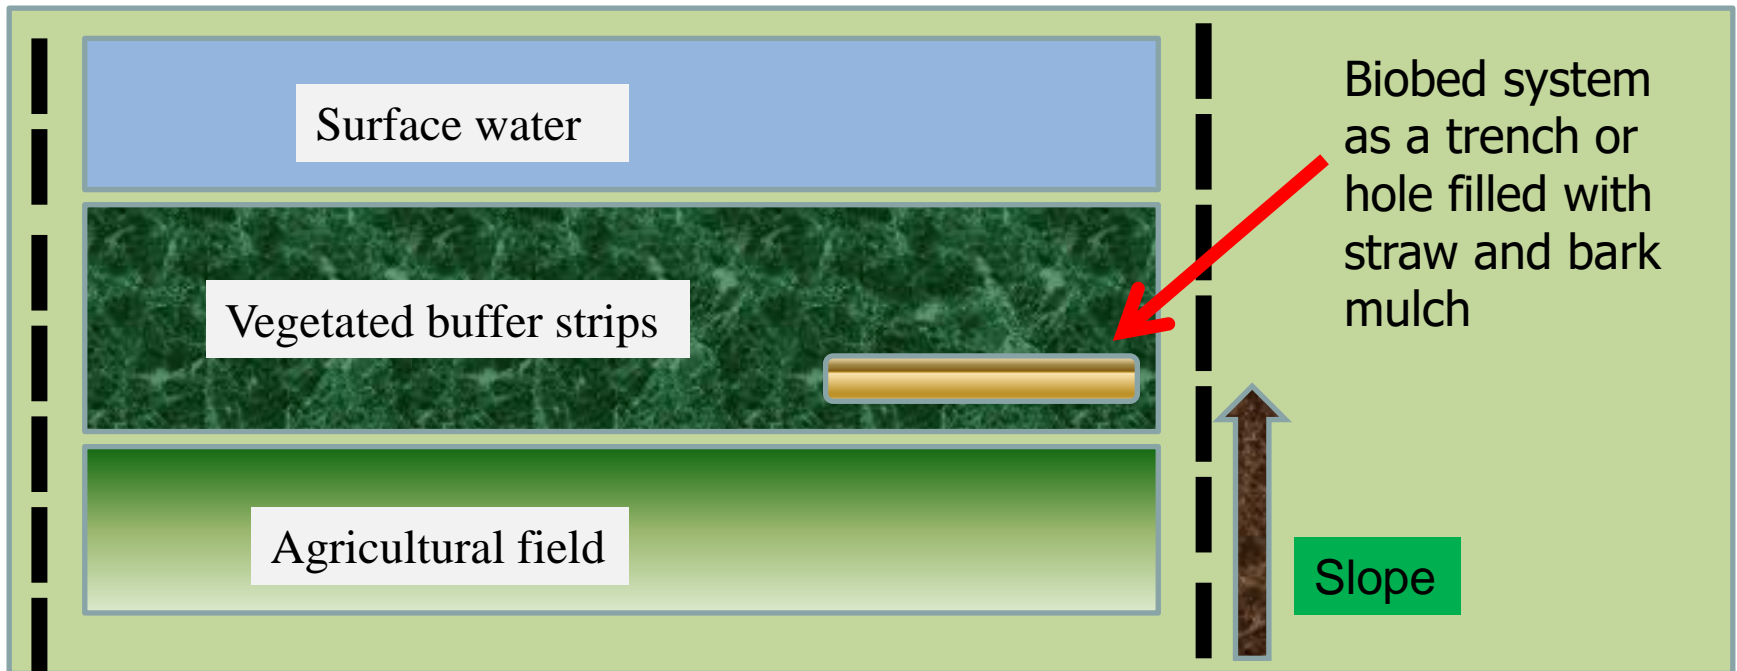 Surface water
Biobed system
as a trench or
hole filled with
straw and bark
mulch
Vegetated buffer strips
Agricultural field
Slope